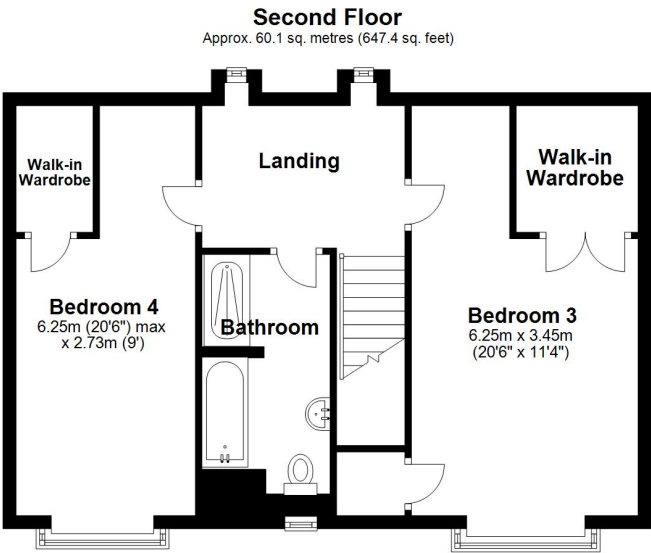 Second Floor
Approx. 60.1 sq. metres (647.4 sq. feet)
Walk-in
Wardrobe
Landing
Walk-in
Wardrobe
Bedroom 4
6.25m (20'6") max
x 2.73m (9')
Bathroom
Bedroom 3
6.25m x 3.45m
(20'6" x 11'4")